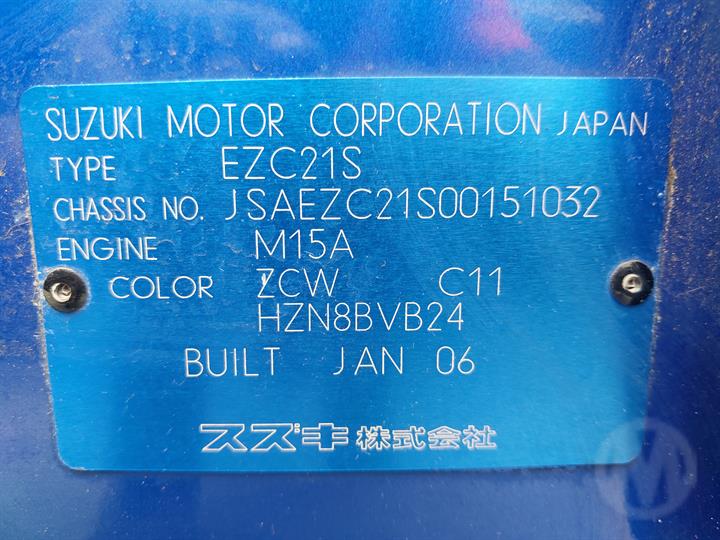 SUZUKI MOTOR CORPORATION JAPAN
TYPE EZC21S
CHASSIS NO. JSAEZC21S00151032
ENGINE M15A
COLOR ZCW C11
HZN8BVB24
BUILT JAN 06
スズキ株式会社
M